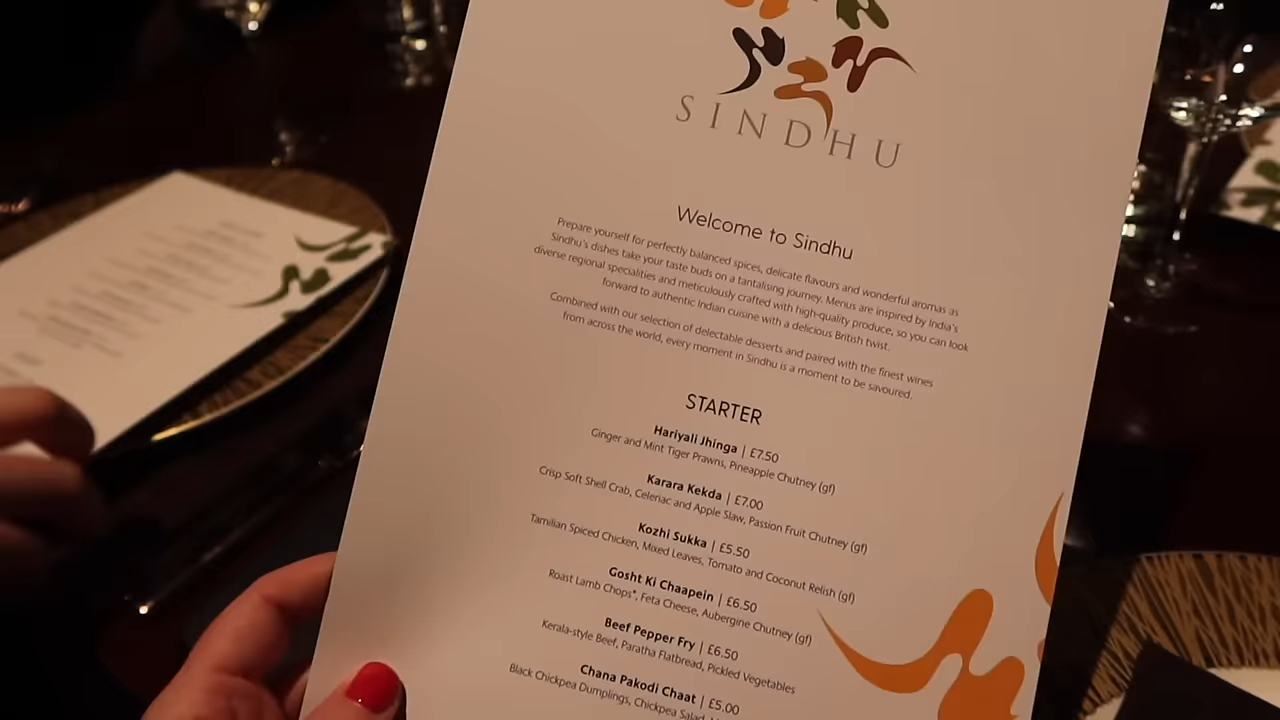 SINDHU
Welcome to Sindhu
Prepare yourself for perfectly balanced spices, delicate flavours and wonderful aromas as
Sindhu's dishes take your taste buds on a tantalising journey. Menus are inspired by India's
diverse regional specialities and meticulously crafted with high-quality produce, so you can look
forward to authentic Indian cuisine with a delicious British twist.
Combined with our selection of delectable desserts and paired with the finest wines
from across the world, every moment in Sindhu is a moment to be savoured.
STARTER
Hariyali Jhinga | £7.50
Ginger and Mint Tiger Prawns, Pineapple Chutney (gf)
Karara Kekda | £7.00
Crisp Soft Shell Crab, Celeriac and Apple Slaw, Passion Fruit Chutney (gf)
Kozhi Sukka | £5.50
Tamilian Spiced Chicken, Mixed Leaves, Tomato and Coconut Relish (gf)
Gosht Ki Chaapein | £6.50
Roast Lamb Chops*, Feta Cheese, Aubergine Chutney (gf)
Beef Pepper Fry | £6.50
Kerala-style Beef, Paratha Flatbread, Pickled Vegetables
Chana Pakodi Chaat | £5.00
Black Chickpea Dumplings, Chickpea Salad,